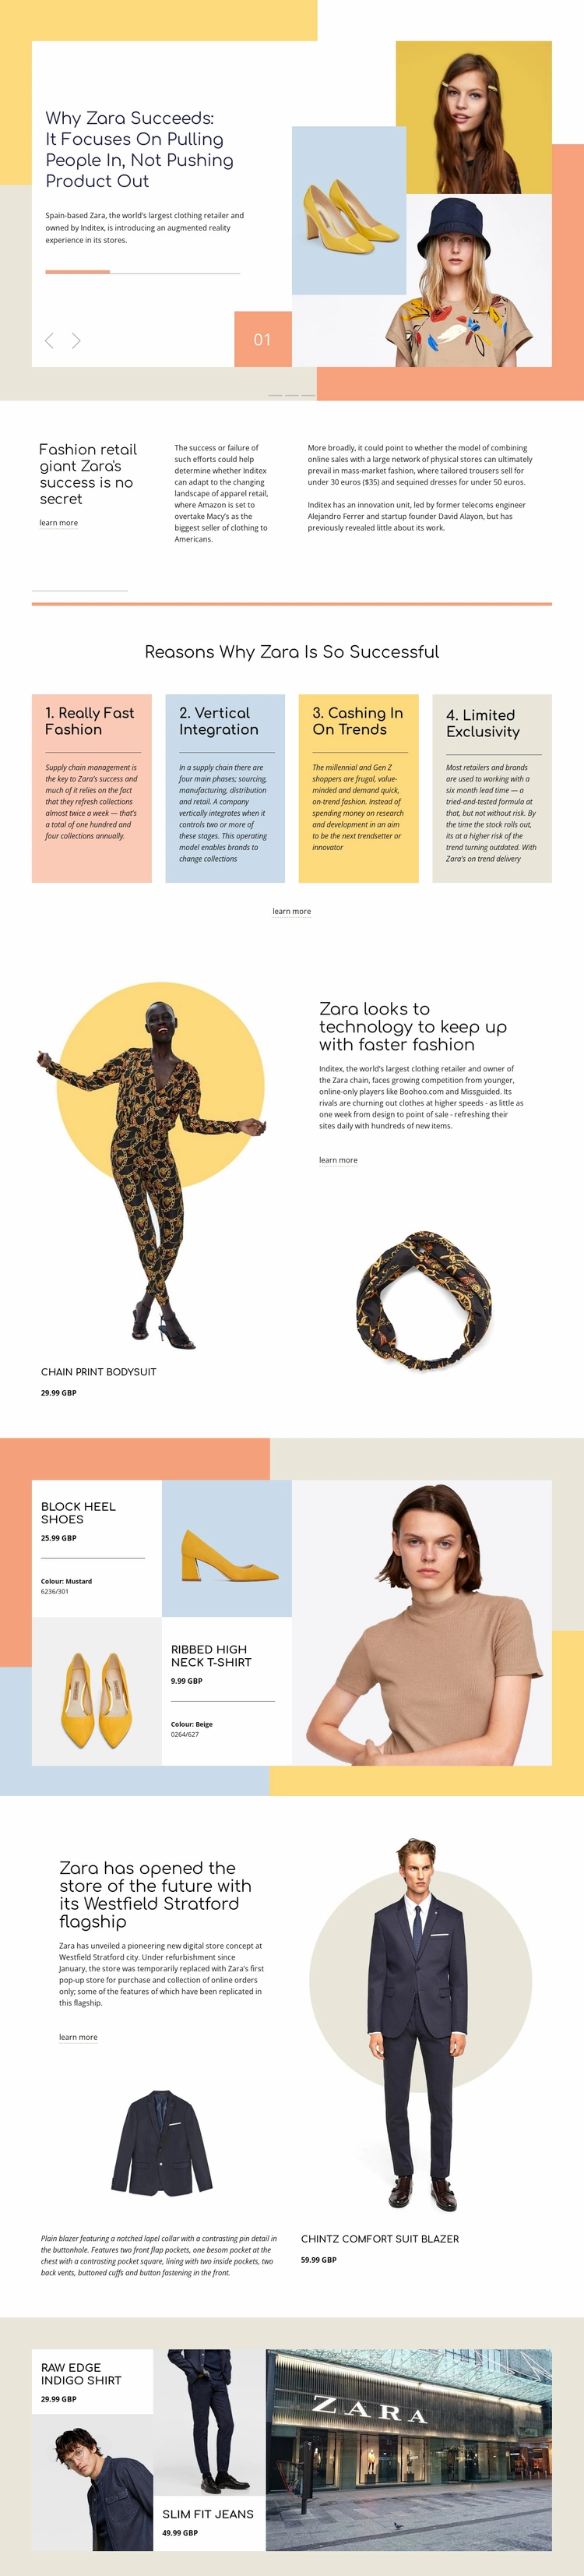 Why Zara Succeeds:
It Focuses On Pulling
People In, Not Pushing
Product Out
Spain-based Zara, the world's largest clothing retailer and
owned by Inditex, is introducing an augmented reality
experience in its stores.
01
Fashion retail
giant Zara's
success is no
secret
learn more
The success or failure of
such efforts could help
determine whether Inditex
can adapt to the changing
landscape of apparel retail,
where Amazon is set to
overtake Macy's as the
biggest seller of clothing to
Americans.
More broadly, it could point to whether the model of combining
online sales with a large network of physical stores can ultimately
prevail in mass-market fashion, where tailored trousers sell for
under 30 euros ($35) and sequined dresses for under 50 euros.
Inditex has an innovation unit, led by former telecoms engineer
Alejandro Ferrer and startup founder David Alayon, but has
previously revealed little about its work.
Reasons Why Zara Is So Successful
1. Really Fast
Fashion
Supply chain management is
the key to Zara's success and
much of it relies on the fact
that they refresh collections
almost twice a week — that's
a total of one hundred and
four collections annually.
2. Vertical
Integration
In a supply chain there are
four main phases; sourcing,
manufacturing, distribution
and retail. A company
vertically integrates when it
controls two or more of
these stages. This operating
model enables brands to
change collections
3. Cashing In
On Trends
The millennial and Gen Z
shoppers are frugal, value-
minded and demand quick,
on-trend fashion. Instead of
spending money on research
and development in an aim
to be the next trendsetter or
innovator
4. Limited
Exclusivity
Most retailers and brands
are used to working with a
six month lead time — a
tried-and-tested formula at
that, but not without risk. By
the time the stock rolls out,
its at a higher risk of the
trend turning outdated. With
Zara's on trend delivery
learn more
Zara looks to
technology to keep up
with faster fashion
Inditex, the world's largest clothing retailer and owner of
the Zara chain, faces growing competition from younger,
online-only players like Boohoo.com and Missguided. Its
rivals are churning out clothes at higher speeds - as little as
one week from design to point of sale - refreshing their
sites daily with hundreds of new items.
learn more
CHAIN PRINT BODYSUIT
29.99 GBP
BLOCK HEEL
SHOES
25.99 GBP
Colour: Mustard
6236/301
RIBBED HIGH
NECK T-SHIRT
9.99 GBP
Colour: Beige
0264/627
Zara has opened the
store of the future with
its Westfield Stratford
flagship
Zara has unveiled a pioneering new digital store concept at
Westfield Stratford city. Under refurbishment since
January, the store was temporarily replaced with Zara's first
pop-up store for purchase and collection of online orders
only; some of the features of which have been replicated in
this flagship.
learn more
Plain blazer featuring a notched lapel collar with a contrasting pin detail in
the buttonhole. Features two front flap pockets, one besom pocket at the
chest with a contrasting pocket square, lining with two inside pockets, two
back vents, buttoned cuffs and button fastening in the front.
CHINTZ COMFORT SUIT BLAZER
59.99 GBP
RAW EDGE
INDIGO SHIRT
29.99 GBP
SLIM FIT JEANS
49.99 GBP
ZARA